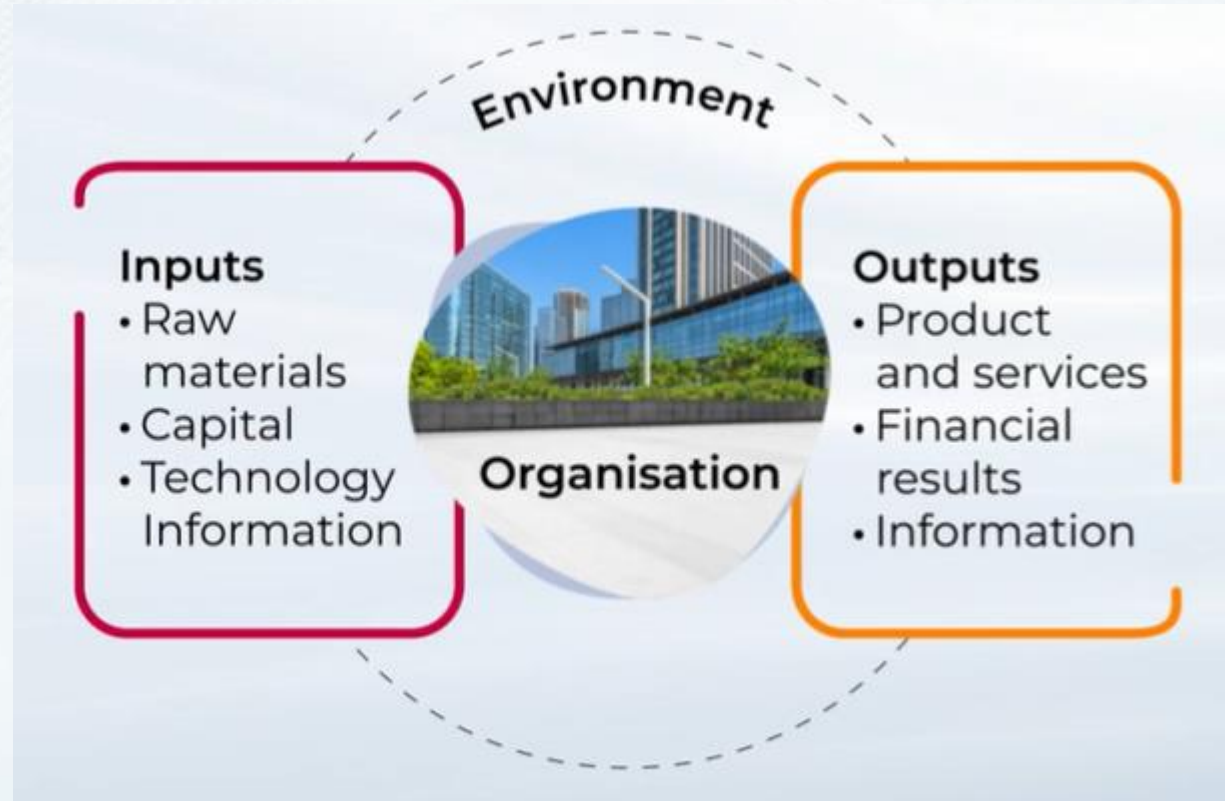 Environment
Inputs
• Raw
materials
• Capital
• Technology
Information
Organisation
Outputs
• Product
and services
• Financial
results
• Information